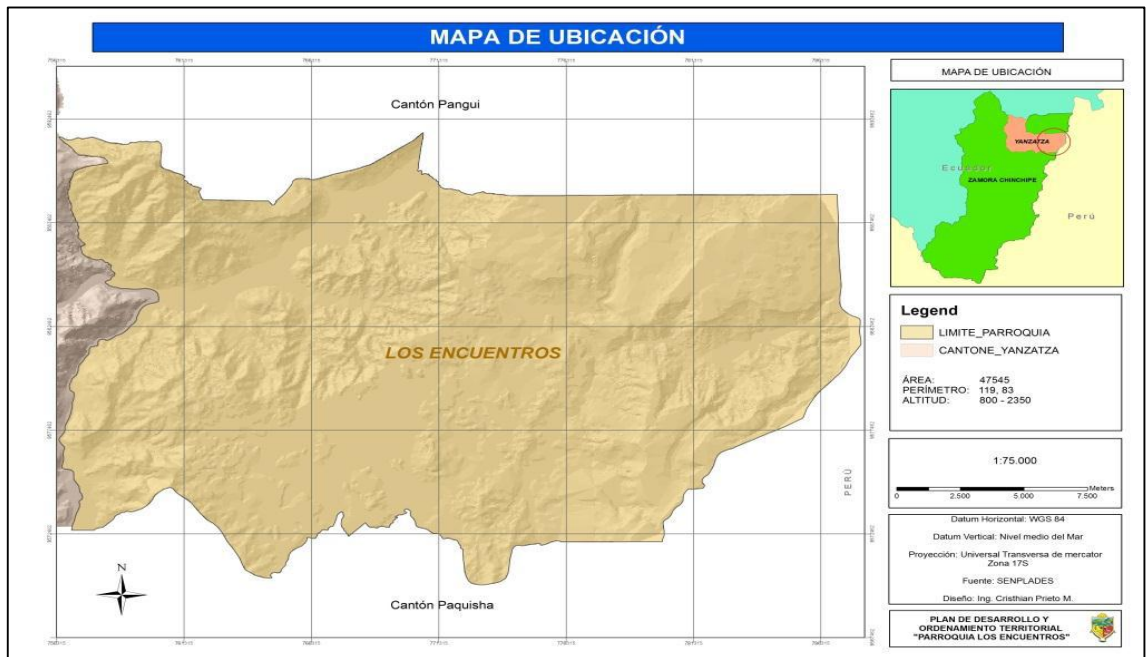 MAPA DE UBICACIÓN
Cantón Pangui
LOS ENCUENTROS
PERÚ
N
Cantón Paquisha
MAPA DE UBICACIÓN
YANZATZA
Ecuador
ZAMORA CHINCHIPE
Perú
Legend
LIMITE_PARROQUIA
CANTONE_YANZATZA
ÁREA: 47545
PERÍMETRO: 119, 83
ALTITUD: 800 - 2350
1:75.000
Meters
0 2.500 5.000 7.500
Datum Horizontal: WGS 84
Datum Vertical: Nivel medio del Mar
Proyección: Universal Transversa de mercator
Zona 17S
Fuente: SENPLADES
Diseño: Ing. Cristhian Prieto M.
PLAN DE DESARROLLO Y
ORDENAMIENTO TERRITORIAL
"PARROQUIA LOS ENCUENTROS"